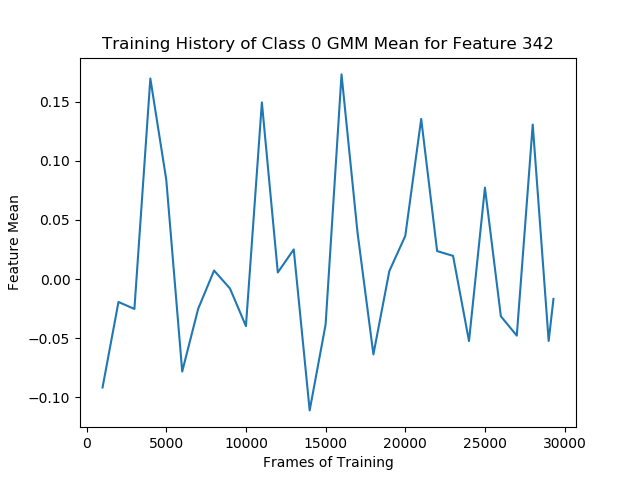 Training History of Class 0 GMM Mean for Feature 342
0.15
0.10
0.05
0.00
−0.05
−0.10
Feature Mean
0 5000 10000 15000 20000 25000 30000
Frames of Training